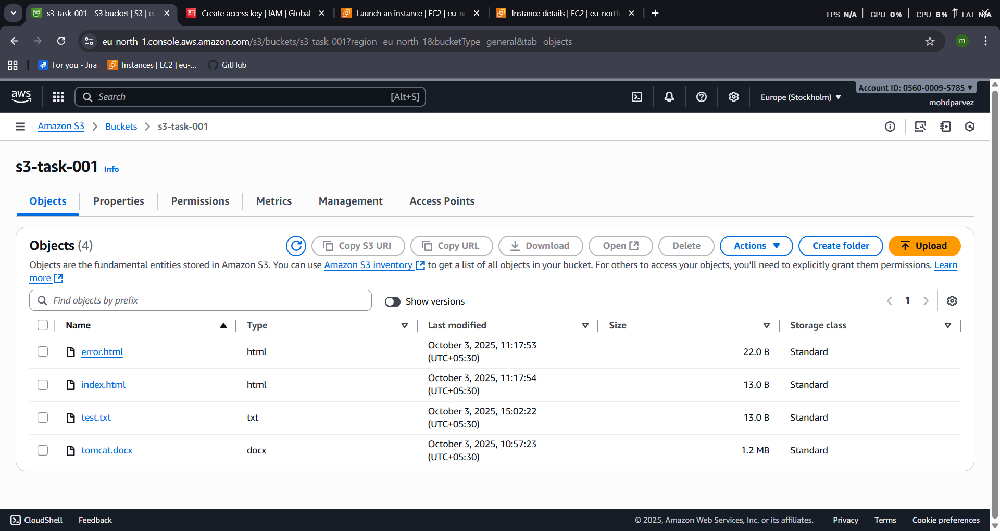 s3-task-001 - S3 bucket | S3 | eu
Create access key | IAM | Global
Launch an instance | EC2 | eu-no
Instance details | EC2 | eu-north
FPS N/A
GPU 0%
CPU 8%
LAT N/A
eu-north-1.console.aws.amazon.com/s3/buckets/s3-task-001?region=eu-north-1&bucketType=general&tab=objects
m
For you - Jira
Instances | EC2 | eu-...
GitHub
aws
Search
[Alt+S]
Europe (Stockholm)
Account ID: 0560-0009-5785
mohdparvez
Amazon S3
Buckets
s3-task-001
s3-task-001 Info
Objects
Properties
Permissions
Metrics
Management
Access Points
Objects (4)
Copy S3 URI
Copy URL
Download
Open
Delete
Actions
Create folder
Upload
Objects are the fundamental entities stored in Amazon S3. You can use Amazon S3 inventory to get a list of all objects in your bucket. For others to access your objects, you'll need to explicitly grant them permissions. Learn
more
Find objects by prefix
Show versions
1
Name
Type
Last modified
Size
Storage class
error.html
html
October 3, 2025, 11:17:53
(UTC+05:30)
22.0 B
Standard
index.html
html
October 3, 2025, 11:17:54
(UTC+05:30)
13.0 B
Standard
test.txt
txt
October 3, 2025, 15:02:22
(UTC+05:30)
13.0 B
Standard
tomcat.docx
docx
October 3, 2025, 10:57:23
(UTC+05:30)
1.2 MB
Standard
CloudShell
Feedback
© 2025, Amazon Web Services, Inc. or its affiliates.
Privacy
Terms
Cookie preferences